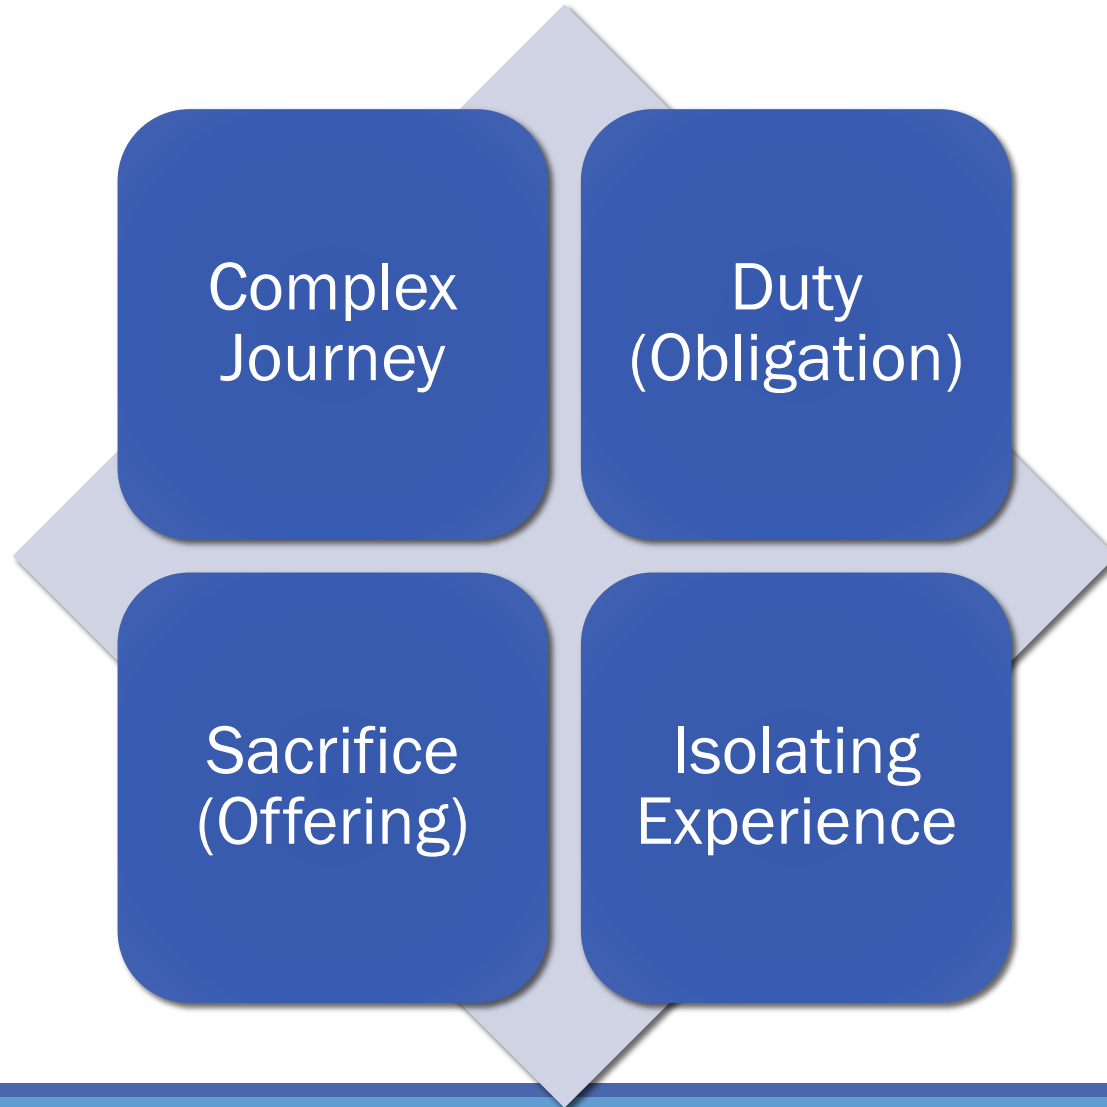 Complex
Journey
Duty
(Obligation)
Sacrifice
(Offering)
Isolating
Experience